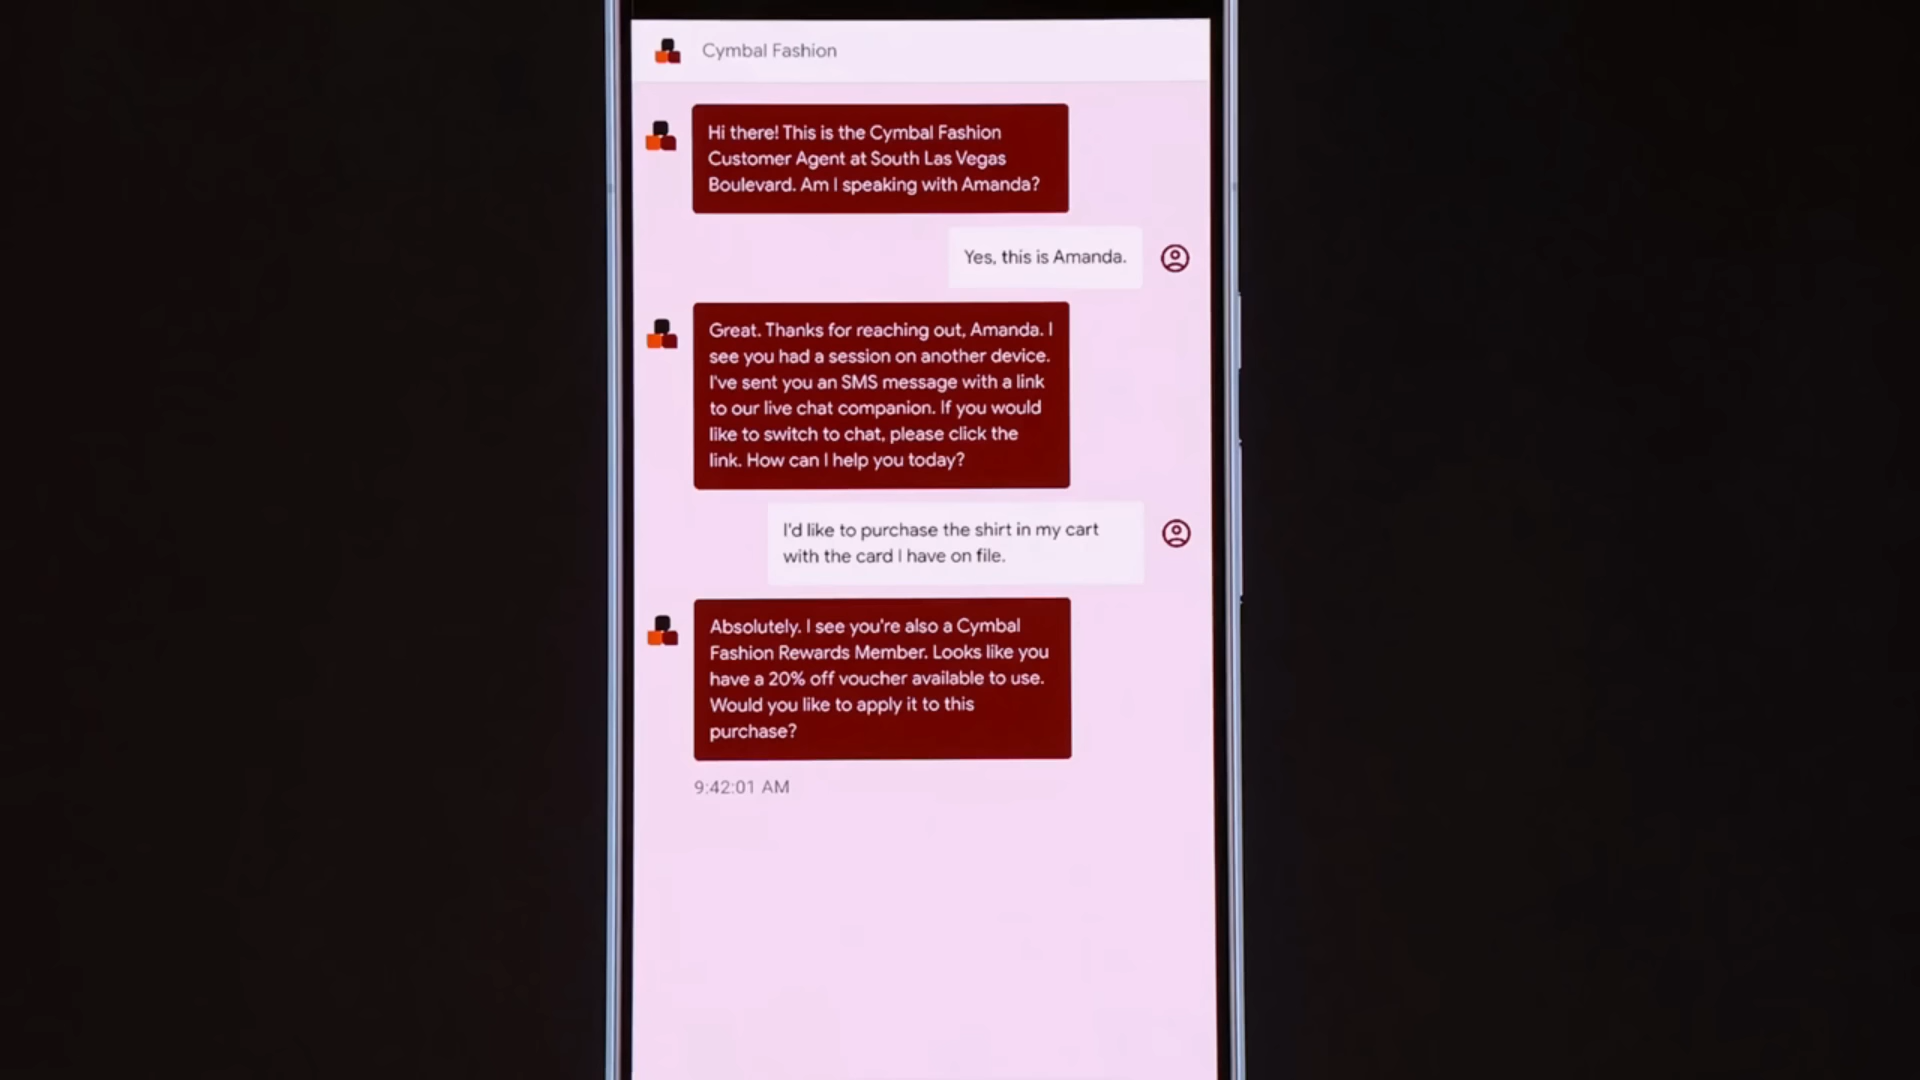 Cymbal Fashion
Hi there! This is the Cymbal Fashion
Customer Agent at South Las Vegas
Boulevard. Am I speaking with Amanda?
Yes, this is Amanda.
Great. Thanks for reaching out, Amanda. I
see you had a session on another device.
I've sent you an SMS message with a link
to our live chat companion. If you would
like to switch to chat, please click the
link. How can I help you today?
I'd like to purchase the shirt in my cart
with the card I have on file.
Absolutely. I see you're also a Cymbal
Fashion Rewards Member. Looks like you
have a 20% off voucher available to use.
Would you like to apply it to this
purchase?
9:42:01 AM